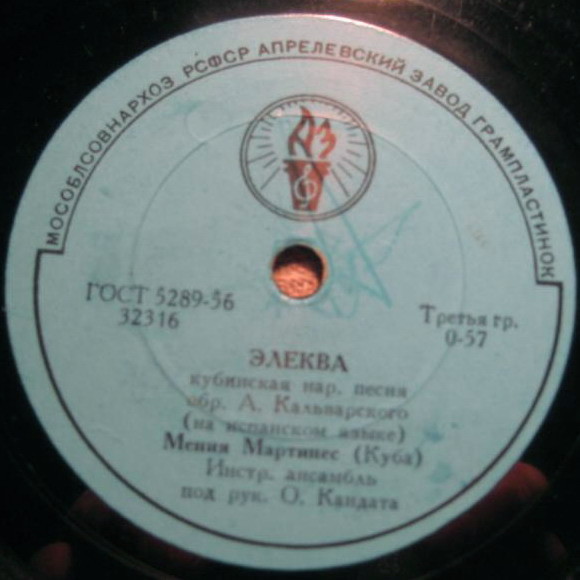 МОСОБЛСОВНАРХОЗ РСФСР АПРЕЛЕВСКИЙ ЗАВОД ГРАМПЛАСТИНОК
АЗ
ГОСТ 5289-56
32316
Третья гр.
0-57
ЭЛЕКВА
кубинская нар. песня
обр. А. Кальварского
(на испанском языке)
Мения Мартинес (Куба)
Инстр. ансамбль
под рук. О. Кандата